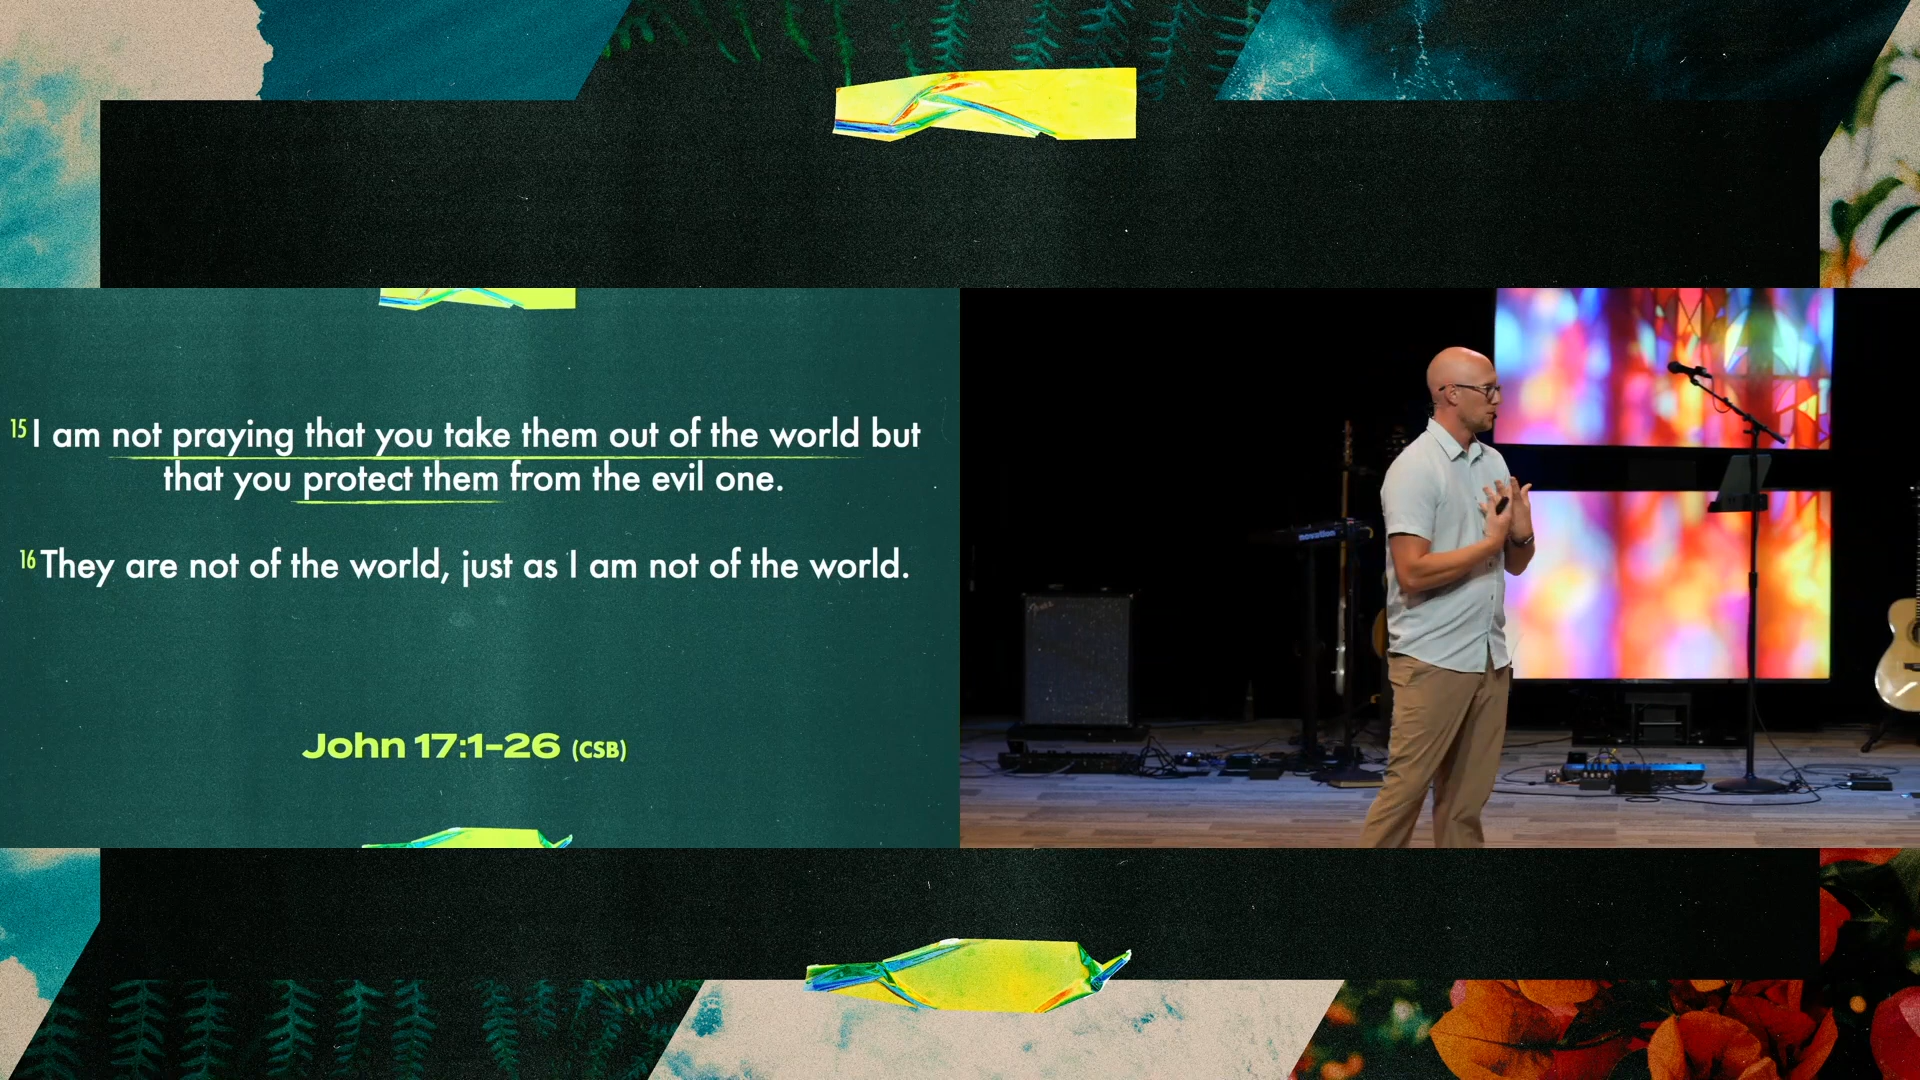 15 I am not praying that you take them out of the world but
that you protect them from the evil one.
16 They are not of the world, just as I am not of the world.
John 17:1-26 (CSB)
novation
Fender